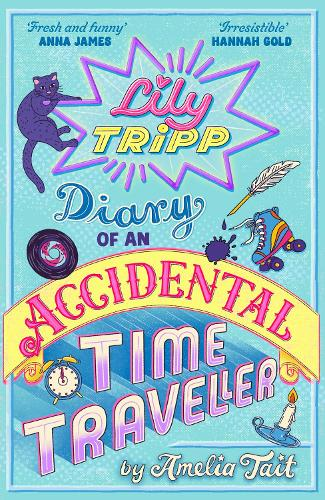 'Fresh and funny'
ANNA JAMES
'Irresistible'
HANNAH GOLD
Lily
TRiPP
Diary
OF AN
ACCIDENTAL
TIME
TRAVELLER
by Amelia Tait